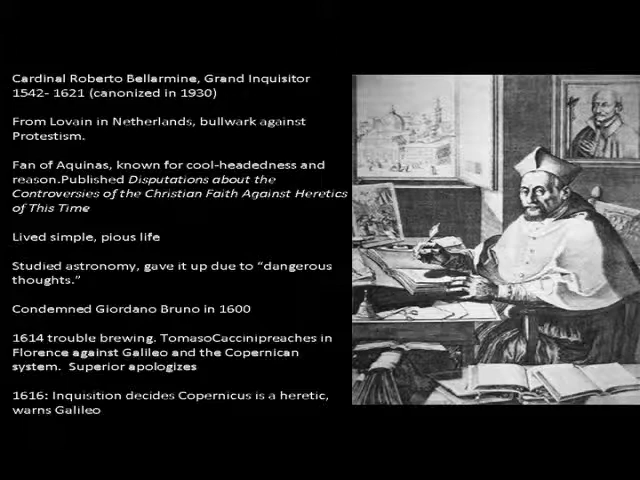 Cardinal Roberto Bellarmine, Grand Inquisitor
1542- 1621 (canonized in 1930)
From Lovain in Netherlands, bullwark against
Protestism.
Fan of Aquinas, known for cool-headedness and
reason.Published Disputations about the
Controversies of the Christian Faith Against Heretics
of This Time
Lived simple, pious life
Studied astronomy, gave it up due to “dangerous
thoughts.”
Condemned Giordano Bruno in 1600
1614 trouble brewing. TomasoCaccinipreaches in
Florence against Galileo and the Copernican
system.  Superior apologizes
1616: Inquisition decides Copernicus is a heretic,
warns Galileo